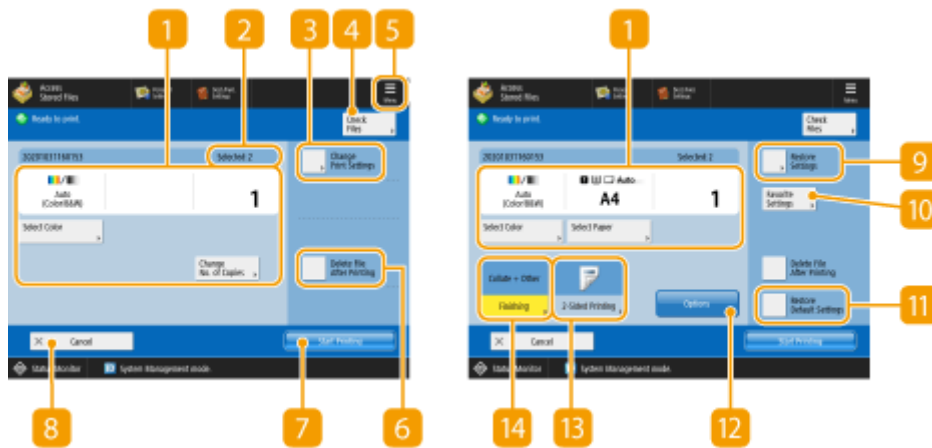 1
2
3
4
5
Access
Stored Files
Menu
Ready to print.
Check
Files
20201031160153
Selected: 2
Change
Print Settings
Auto
(Color/B&W)
1
Select Color
Change
No. of Copies
Delete File
After Printing
Cancel
Start Printing
Status Monitor
System Management mode.
8
7
6
1
Access
Stored Files
Menu
Ready to print.
Check
Files
20201031160153
Selected: 2
Restore
Settings
9
Auto
(Color/B&W)
Auto
A4
1
Favorite
Settings
10
Select Color
Select Paper
Collate + Other
Finishing
2-Sided Printing
Options
Delete File
After Printing
Restore
Default Settings
11
Cancel
Start Printing
Status Monitor
System Management mode.
14
13
12